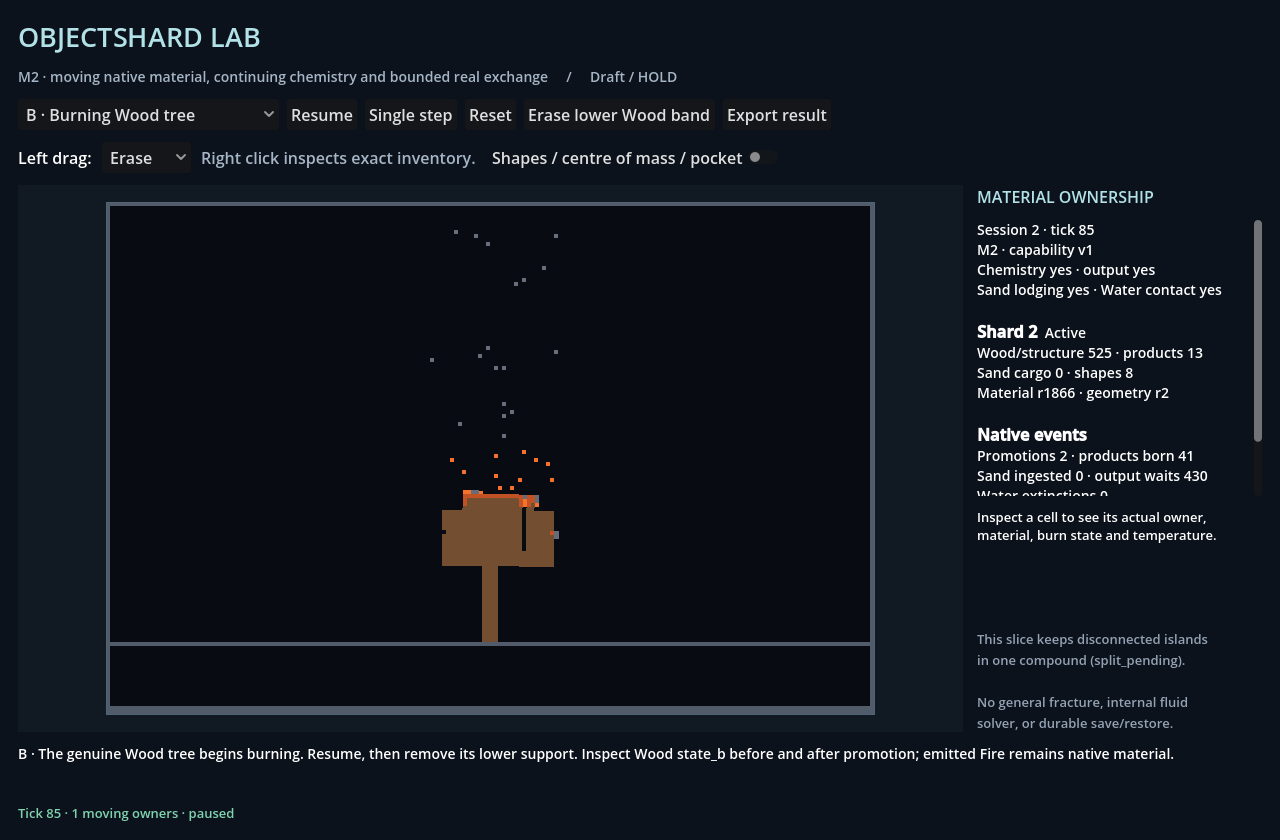 OBJECTSHARD LAB
M2 · moving native material, continuing chemistry and bounded real exchange / Draft / HOLD
B · Burning Wood tree Resume Single step Reset Erase lower Wood band Export result
Left drag: Erase Right click inspects exact inventory. Shapes / centre of mass / pocket
MATERIAL OWNERSHIP
Session 2 · tick 85
M2 · capability v1
Chemistry yes · output yes
Sand lodging yes · Water contact yes
Shard 2 Active
Wood/structure 525 · products 13
Sand cargo 0 · shapes 8
Material r1866 · geometry r2
Native events
Promotions 2 · products born 41
Sand ingested 0 · output waits 430
Water extinctions 0
Inspect a cell to see its actual owner,
material, burn state and temperature.
This slice keeps disconnected islands
in one compound (split_pending).
No general fracture, internal fluid
solver, or durable save/restore.
B · The genuine Wood tree begins burning. Resume, then remove its lower support. Inspect Wood state_b before and after promotion; emitted Fire remains native material.
Tick 85 · 1 moving owners · paused